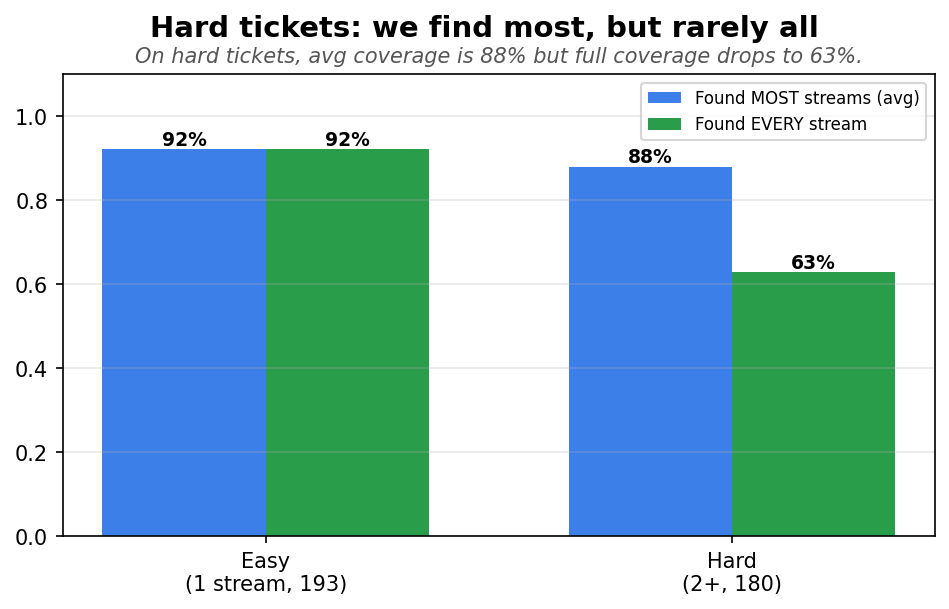 Hard tickets: we find most, but rarely all
On hard tickets, avg coverage is 88% but full coverage drops to 63%.
Found MOST streams (avg)
Found EVERY stream
1.0
0.8
0.6
0.4
0.2
0.0
92%
92%
88%
63%
Easy
(1 stream, 193)
Hard
(2+, 180)